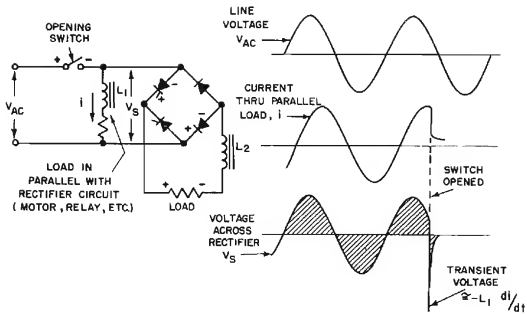 OPENING
SWITCH
+ -
V_AC
i
L1
V_S
- +
- +
L2
LOAD IN
PARALLEL WITH
RECTIFIER CIRCUIT
(MOTOR, RELAY, ETC.)
+ -
LOAD
LINE
VOLTAGE
V_AC
CURRENT
THRU PARALLEL
LOAD, i
SWITCH
OPENED
VOLTAGE
ACROSS
RECTIFIER
V_S
TRANSIENT
VOLTAGE
≅ -L1 di/dt